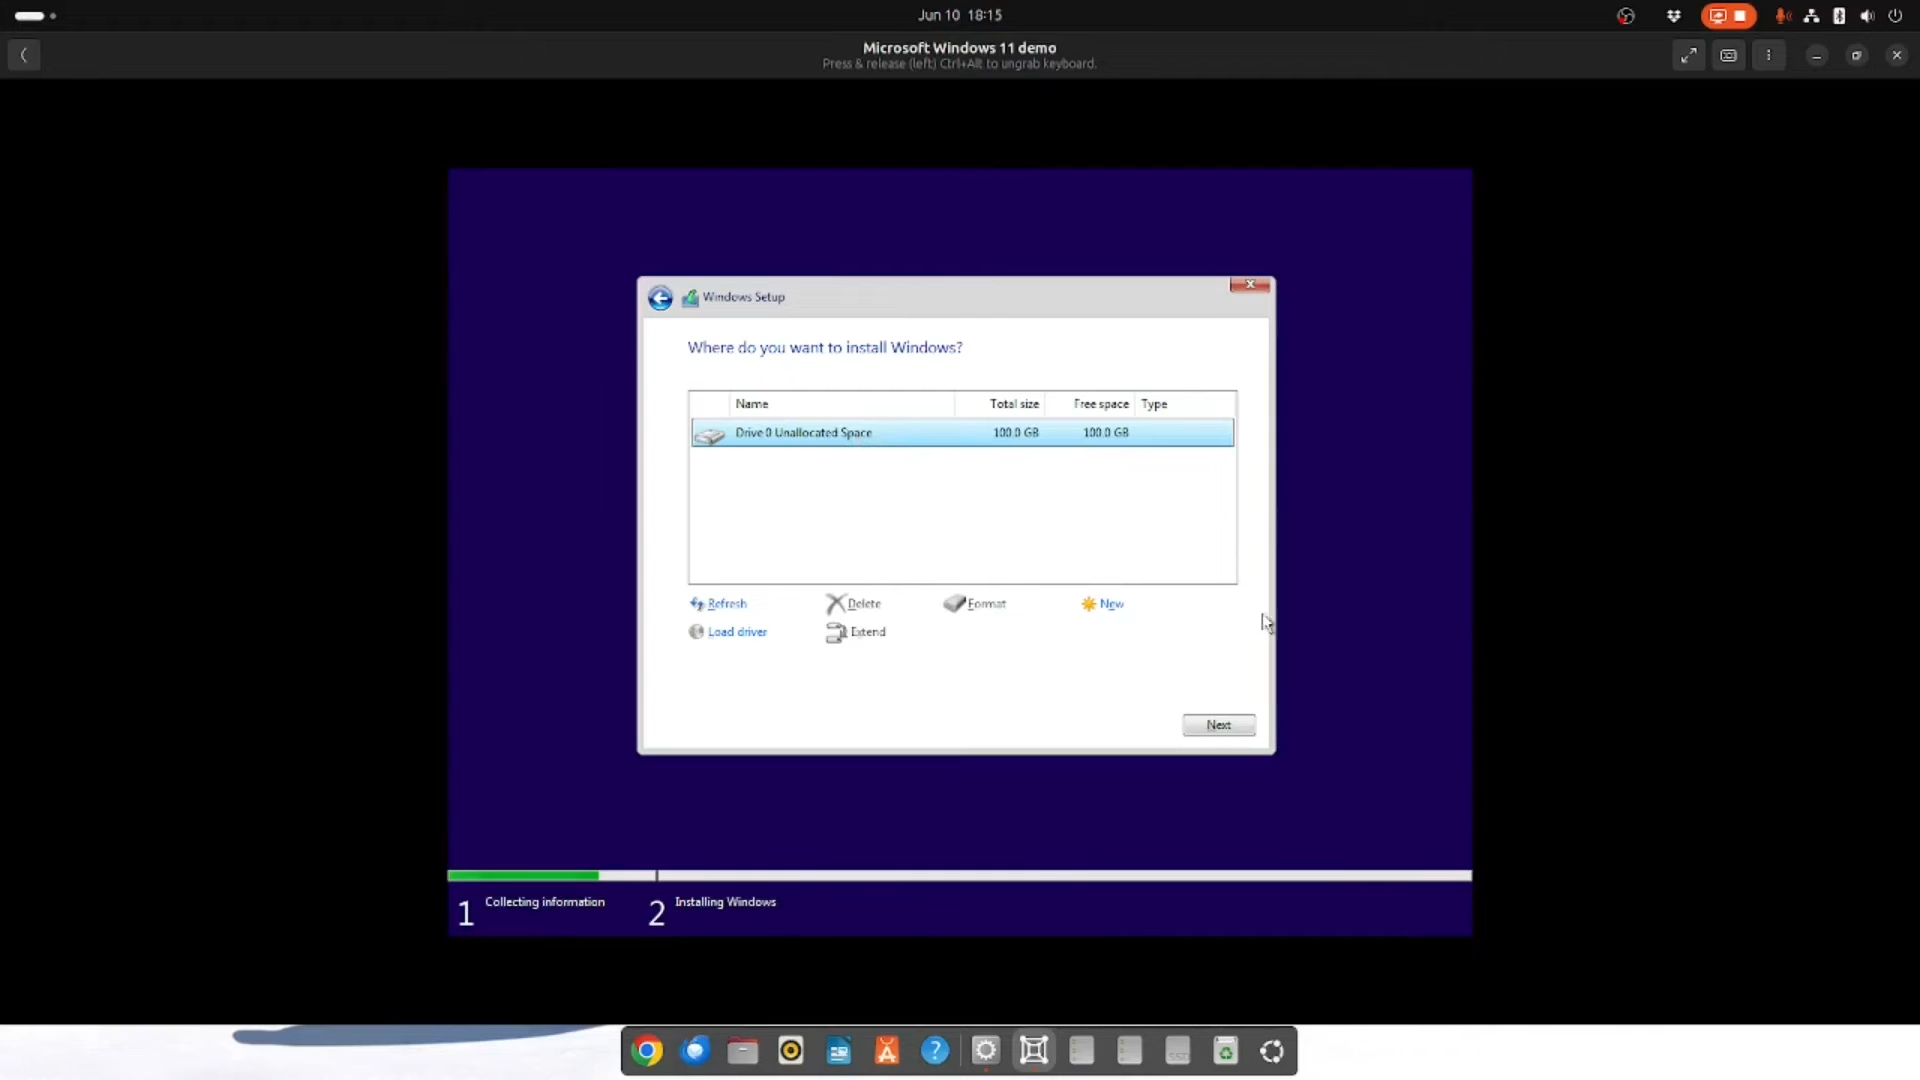 Jun 10 18:15
Microsoft Windows 11 demo
Press & release (left) Ctrl+Alt to ungrab keyboard.
Windows Setup
Where do you want to install Windows?
Name Total size Free space Type
Drive 0 Unallocated Space 100.0 GB 100.0 GB
Refresh Delete Format New
Load driver Extend
Next
1 Collecting information 2 Installing Windows
SSD